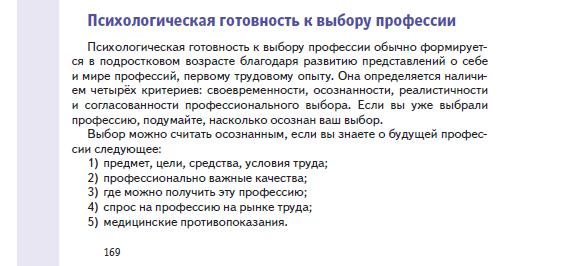 Психологическая готовность к выбору профессии
Психологическая готовность к выбору профессии обычно формирует-
ся в подростковом возрасте благодаря развитию представлений о себе
и мире профессий, первому трудовому опыту. Она определяется наличи-
ем четырёх критериев: своевременности, осознанности, реалистичности
и согласованности профессионального выбора. Если вы уже выбрали
профессию, подумайте, насколько осознан ваш выбор.
Выбор можно считать осознанным, если вы знаете о будущей профес-
сии следующее:
1) предмет, цели, средства, условия труда;
2) профессионально важные качества;
3) где можно получить эту профессию;
4) спрос на профессию на рынке труда;
5) медицинские противопоказания.
169